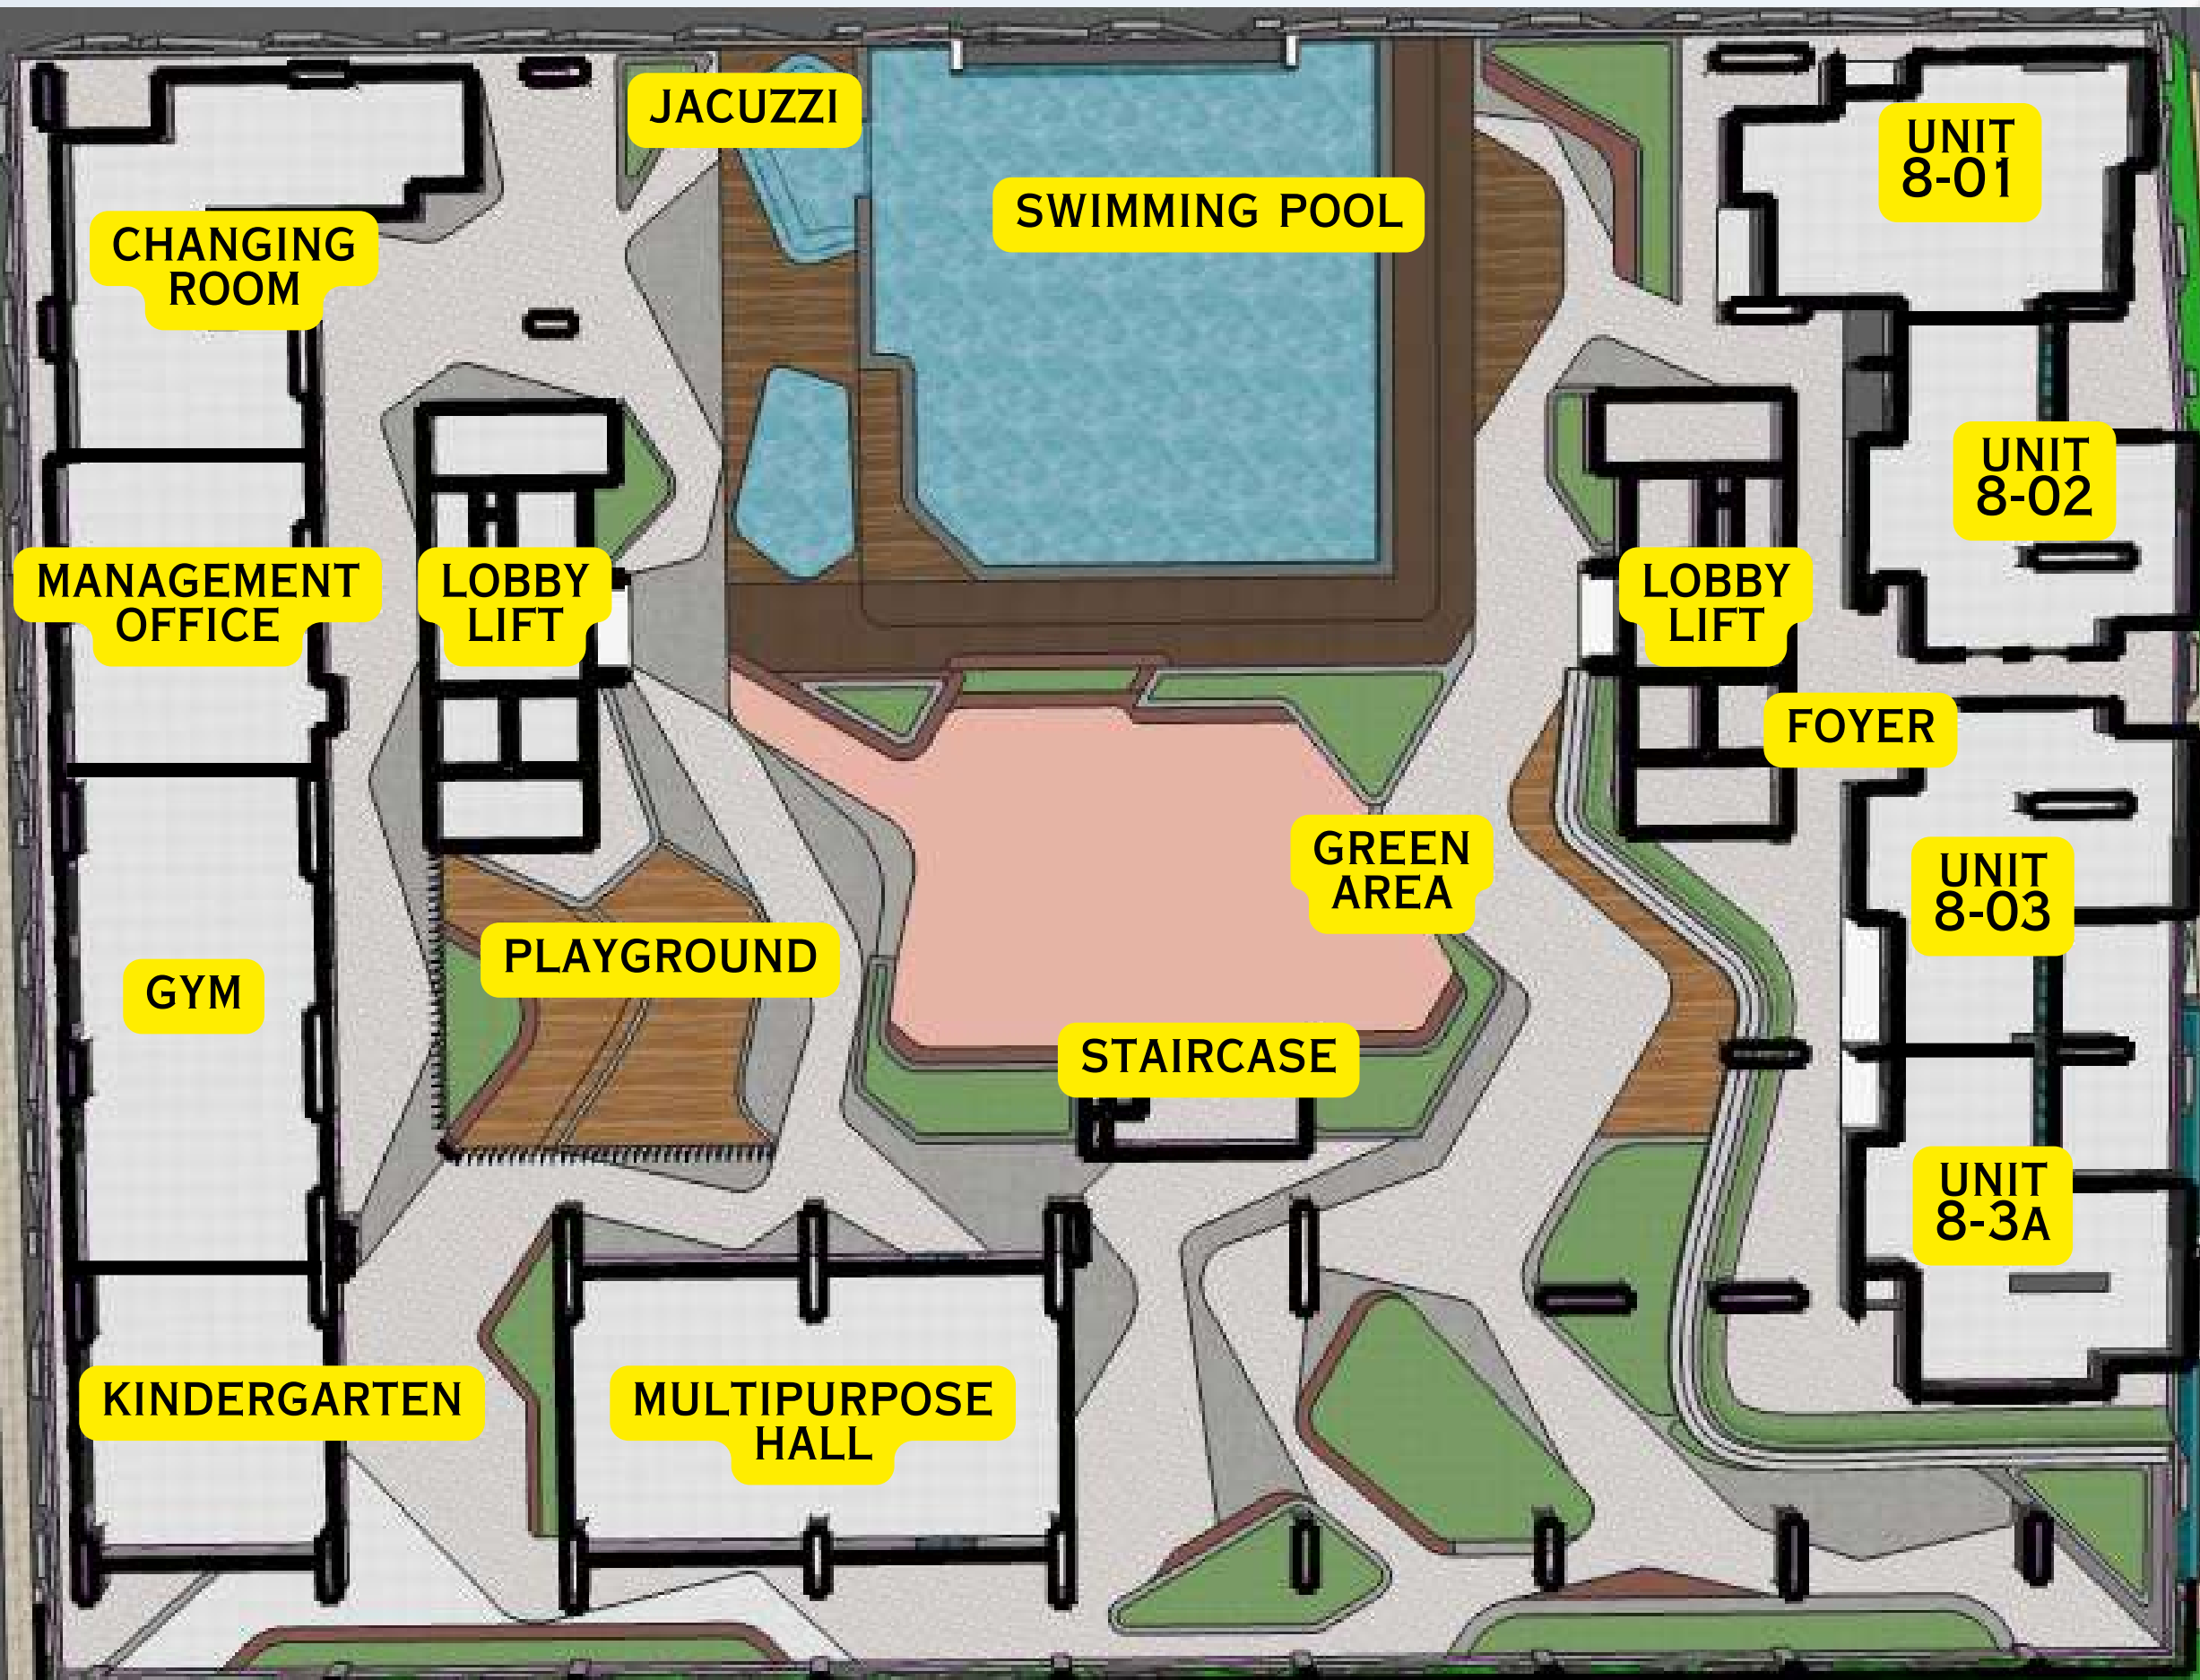 JACUZZI
SWIMMING POOL
UNIT
8-01
CHANGING
ROOM
UNIT
8-02
MANAGEMENT
OFFICE
LOBBY
LIFT
LOBBY
LIFT
FOYER
GREEN
AREA
UNIT
8-03
PLAYGROUND
GYM
STAIRCASE
UNIT
8-3A
KINDERGARTEN
MULTIPURPOSE
HALL